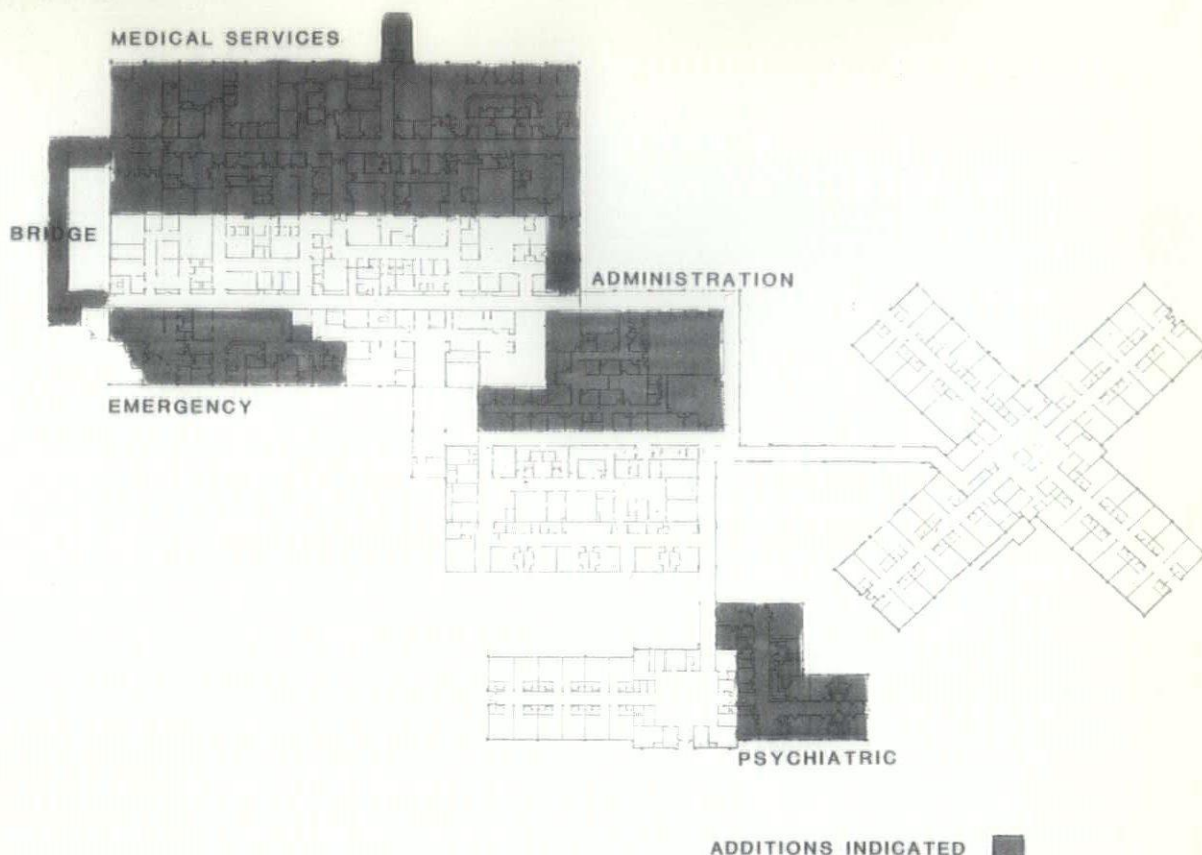 MEDICAL SERVICES
BRIDGE
ADMINISTRATION
EMERGENCY
PSYCHIATRIC
ADDITIONS INDICATED